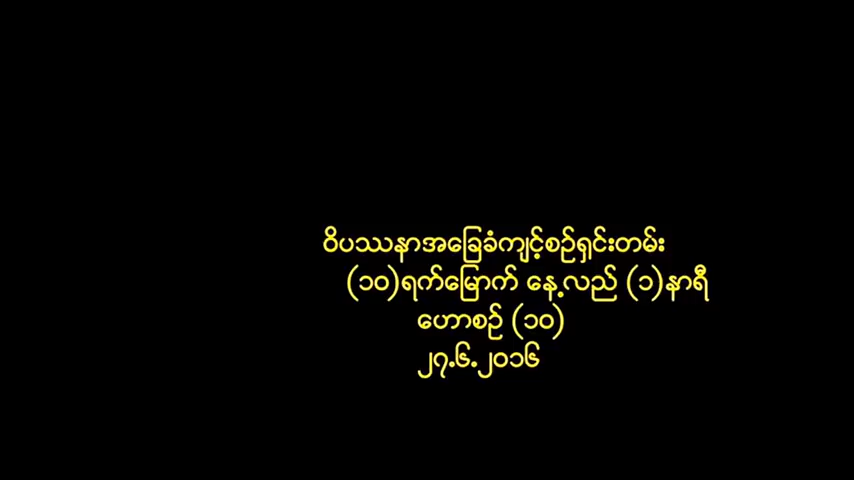 ဝိပဿနာအခြေခံကျင့်စဉ်ရှင်းတမ်း
(၁၀)ရက်မြောက် နေ့လည် (၁)နာရီ
ဟောစဉ် (၁၀)
၂၇.၆.၂၀၁၆